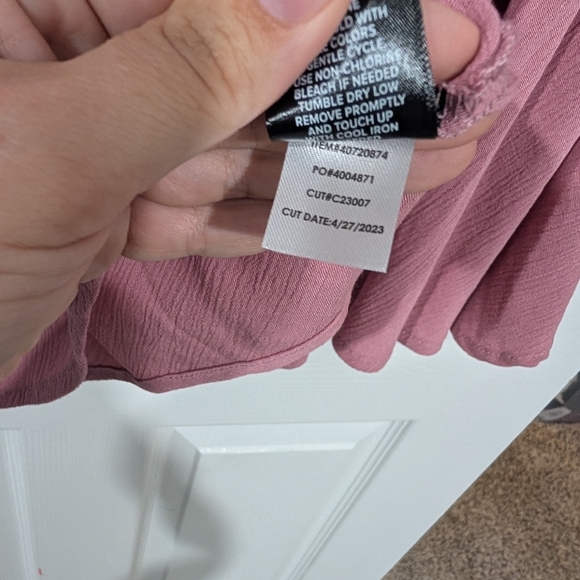 WITH
COLORS
GENTLE CYCLE
USE NON-CHLORINE
BLEACH IF NEEDED
TUMBLE DRY LOW
REMOVE PROMPTLY
AND TOUCH UP
WITH COOL IRON
ITEM#40720874
PO#4004871
CUT#C23007
CUT DATE:4/27/2023